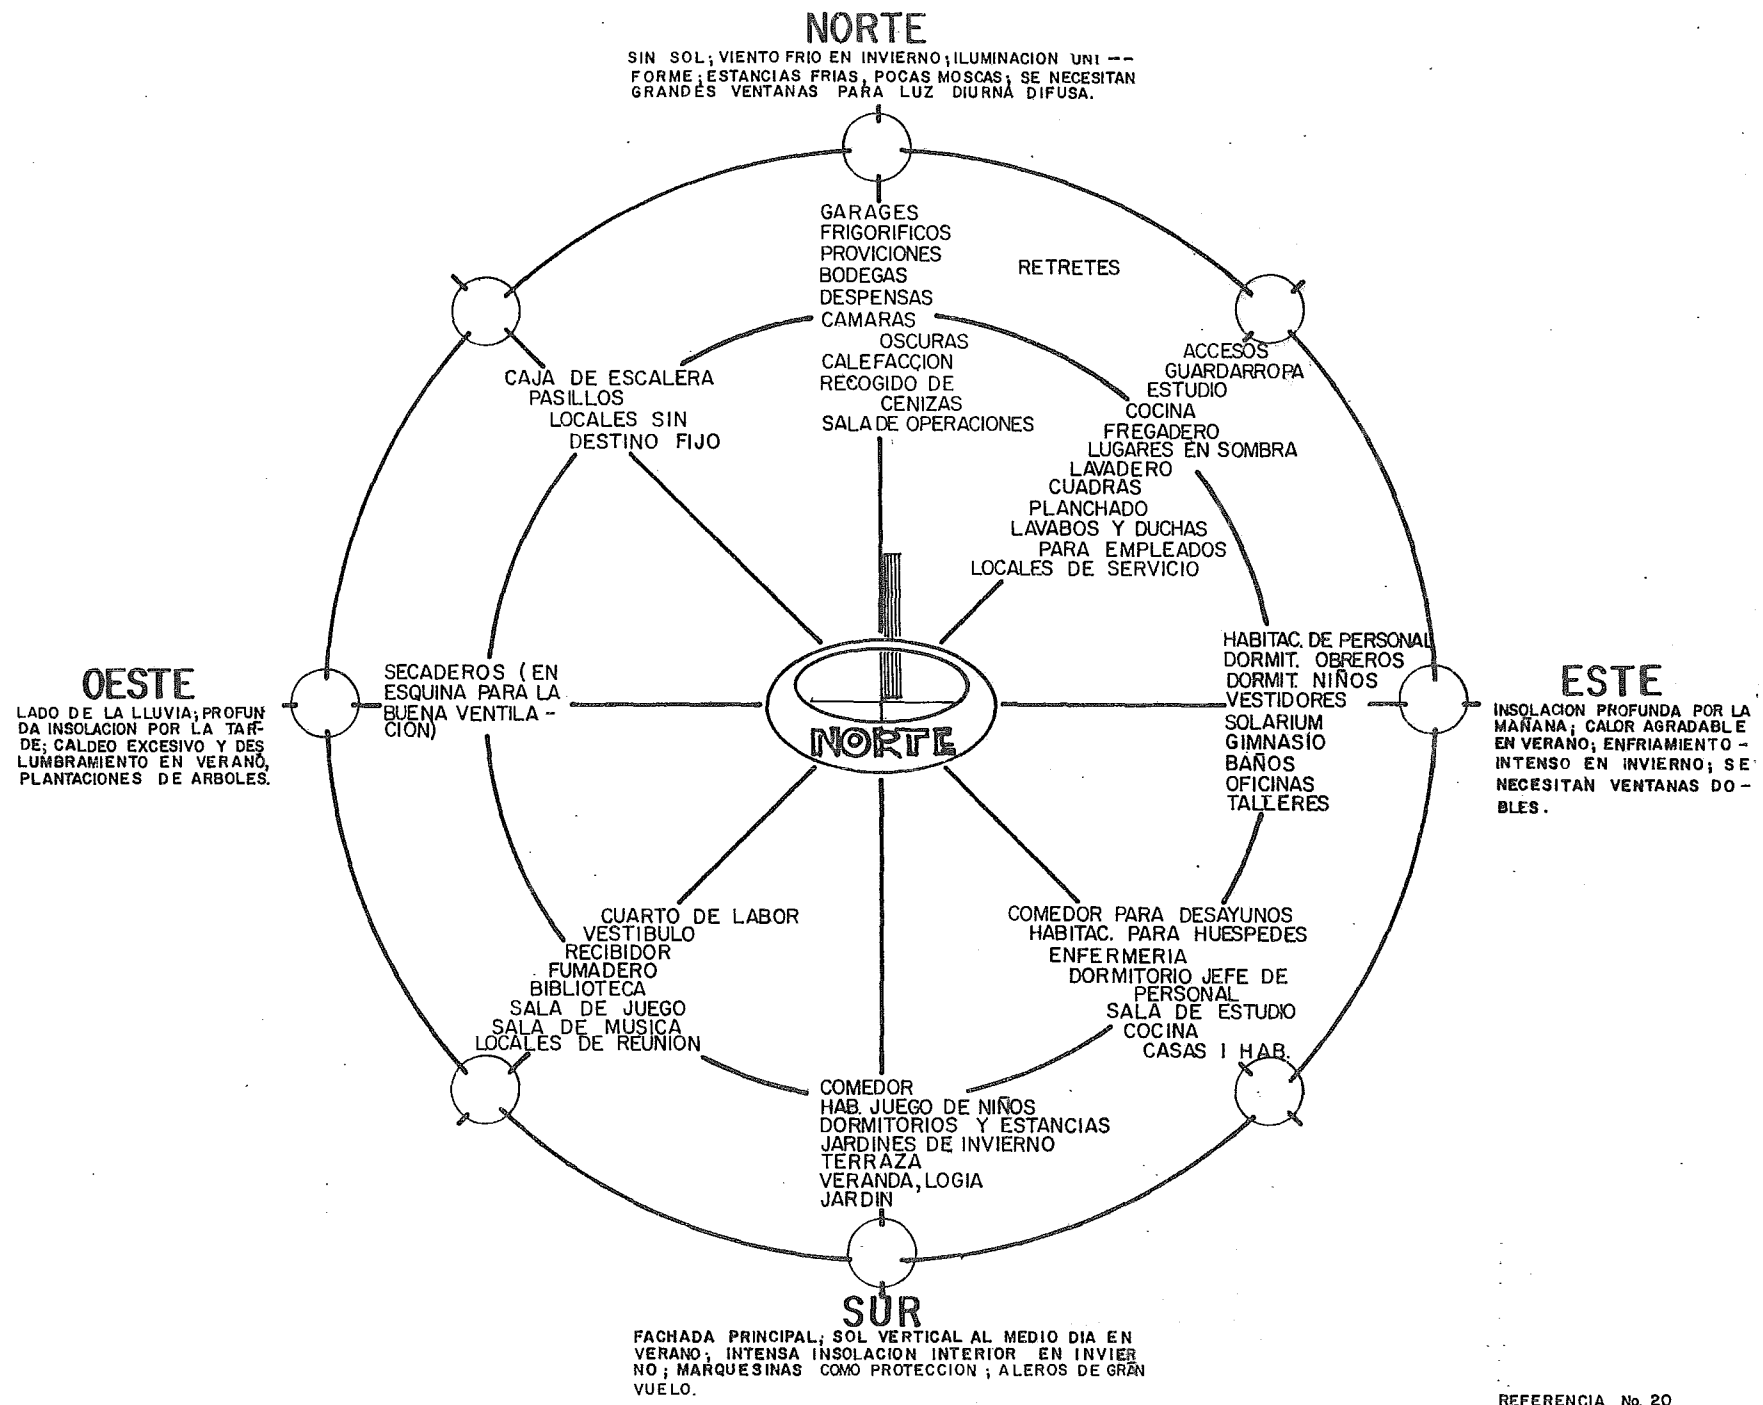 NORTE
SIN SOL; VIENTO FRIO EN INVIERNO; ILUMINACION UNI --
FORME; ESTANCIAS FRIAS, POCAS MOSCAS; SE NECESITAN
GRANDES VENTANAS PARA LUZ DIURNA DIFUSA.
GARAGES
FRIGORIFICOS
PROVICIONES
BODEGAS
DESPENSAS
CAMARAS
OSCURAS
CALEFACCION
RECOGIDO DE
CENIZAS
SALA DE OPERACIONES
RETRETES
ACCESOS
GUARDARROPA
ESTUDIO
COCINA
FREGADERO
LUGARES EN SOMBRA
LAVADERO
CUADRAS
PLANCHADO
LAVABOS Y DUCHAS
PARA EMPLEADOS
LOCALES DE SERVICIO
CAJA DE ESCALERA
PASILLOS
LOCALES SIN
DESTINO FIJO
OESTE
LADO DE LA LLUVIA; PROFUN
DA INSOLACION POR LA TAR-
DE; CALDEO EXCESIVO Y DES
LUMBRAMIENTO EN VERANO,
PLANTACIONES DE ARBOLES.
SECADEROS (EN
ESQUINA PARA LA
BUENA VENTILA -
CION)
NORTE
HABITAC. DE PERSONAL
DORMIT. OBREROS
DORMIT. NIÑOS
VESTIDORES
SOLARIUM
GIMNASIO
BAÑOS
OFICINAS
TALLERES
ESTE
INSOLACION PROFUNDA POR LA
MAÑANA; CALOR AGRADABLE
EN VERANO; ENFRIAMIENTO -
INTENSO EN INVIERNO; SE
NECESITAN VENTANAS DO -
BLES.
CUARTO DE LABOR
VESTIBULO
RECIBIDOR
FUMADERO
BIBLIOTECA
SALA DE JUEGO
SALA DE MUSICA
LOCALES DE REUNION
COMEDOR PARA DESAYUNOS
HABITAC. PARA HUESPEDES
ENFERMERIA
DORMITORIO JEFE DE
PERSONAL
SALA DE ESTUDIO
COCINA
CASAS 1 HAB.
COMEDOR
HAB. JUEGO DE NIÑOS
DORMITORIOS Y ESTANCIAS
JARDINES DE INVIERNO
TERRAZA
VERANDA, LOGIA
JARDIN
SUR
FACHADA PRINCIPAL; SOL VERTICAL AL MEDIO DIA EN
VERANO; INTENSA INSOLACION INTERIOR EN INVIER
NO; MARQUESINAS COMO PROTECCION; ALEROS DE GRAN
VUELO.
REFERENCIA No. 20